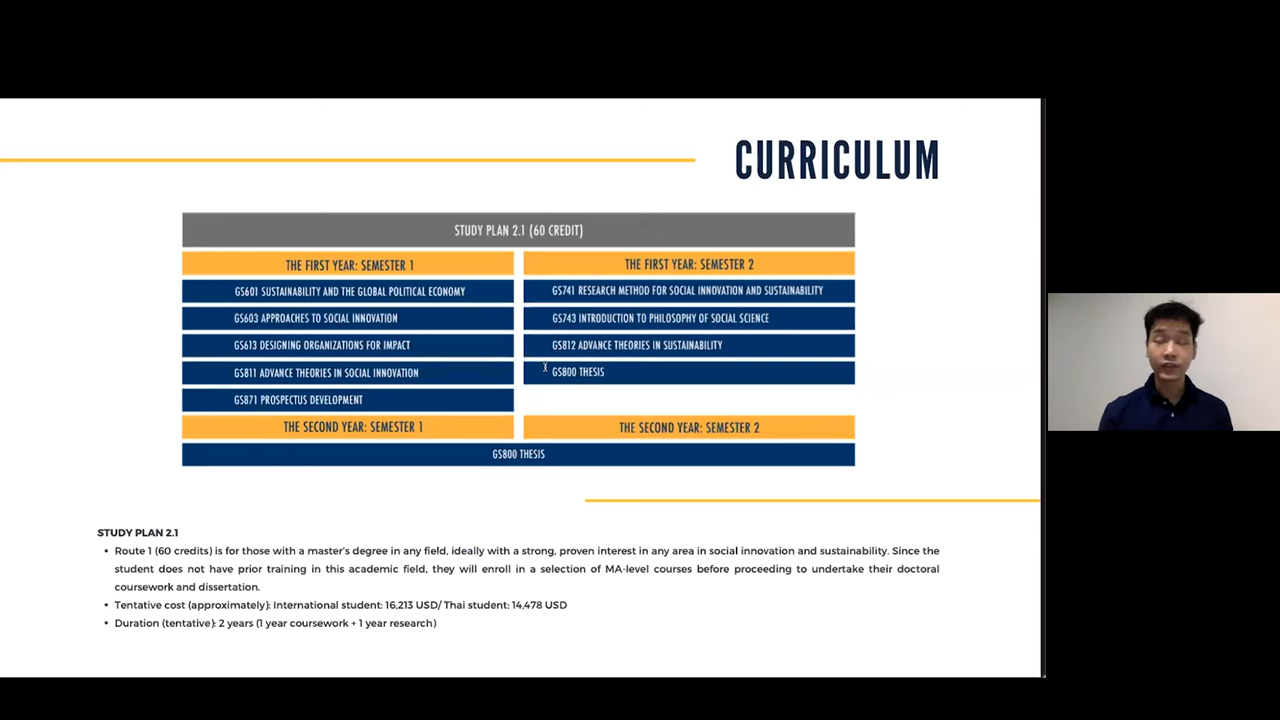 CURRICULUM
STUDY PLAN 2.1 (60 CREDIT)
THE FIRST YEAR: SEMESTER 1
GS601 SUSTAINABILITY AND THE GLOBAL POLITICAL ECONOMY
GS603 APPROACHES TO SOCIAL INNOVATION
GS613 DESIGNING ORGANIZATIONS FOR IMPACT
GS811 ADVANCE THEORIES IN SOCIAL INNOVATION
GS871 PROSPECTUS DEVELOPMENT
THE FIRST YEAR: SEMESTER 2
GS741 RESEARCH METHOD FOR SOCIAL INNOVATION AND SUSTAINABILITY
GS743 INTRODUCTION TO PHILOSOPHY OF SOCIAL SCIENCE
GS812 ADVANCE THEORIES IN SUSTAINABILITY
GS800 THESIS
THE SECOND YEAR: SEMESTER 1
THE SECOND YEAR: SEMESTER 2
GS800 THESIS
STUDY PLAN 2.1
• Route 1 (60 credits) is for those with a master's degree in any field, ideally with a strong, proven interest in any area in social innovation and sustainability. Since the
student does not have prior training in this academic field, they will enroll in a selection of MA-level courses before proceeding to undertake their doctoral
coursework and dissertation.
• Tentative cost (approximately): International student: 16,213 USD/ Thai student: 14,478 USD
• Duration (tentative): 2 years (1 year coursework + 1 year research)